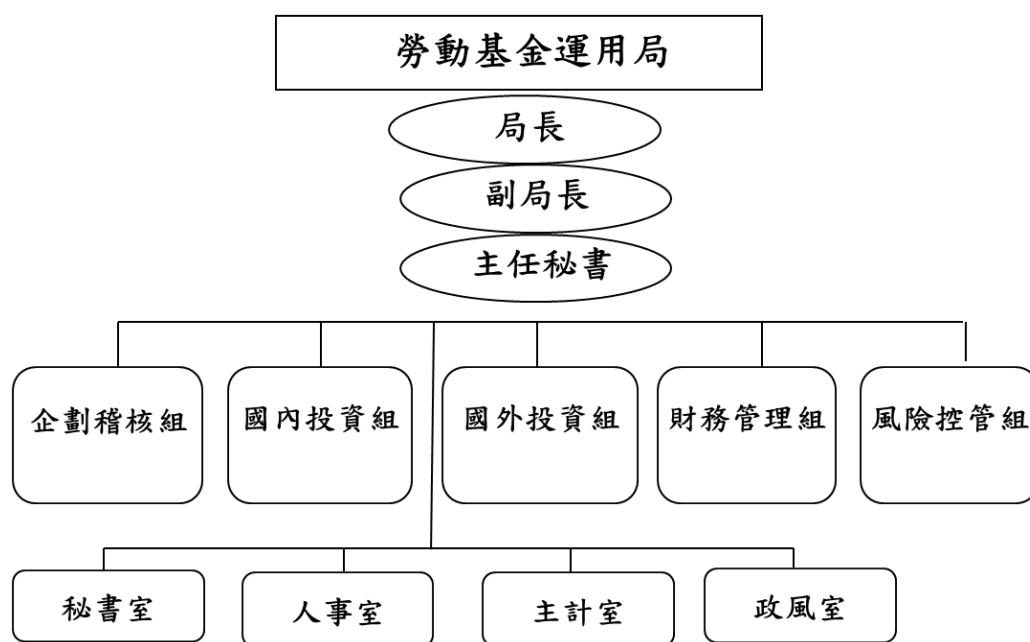 勞動基金運用局
局長
副局長
主任秘書
企劃稽核組
國內投資組
國外投資組
財務管理組
風險控管組
秘書室
人事室
主計室
政風室